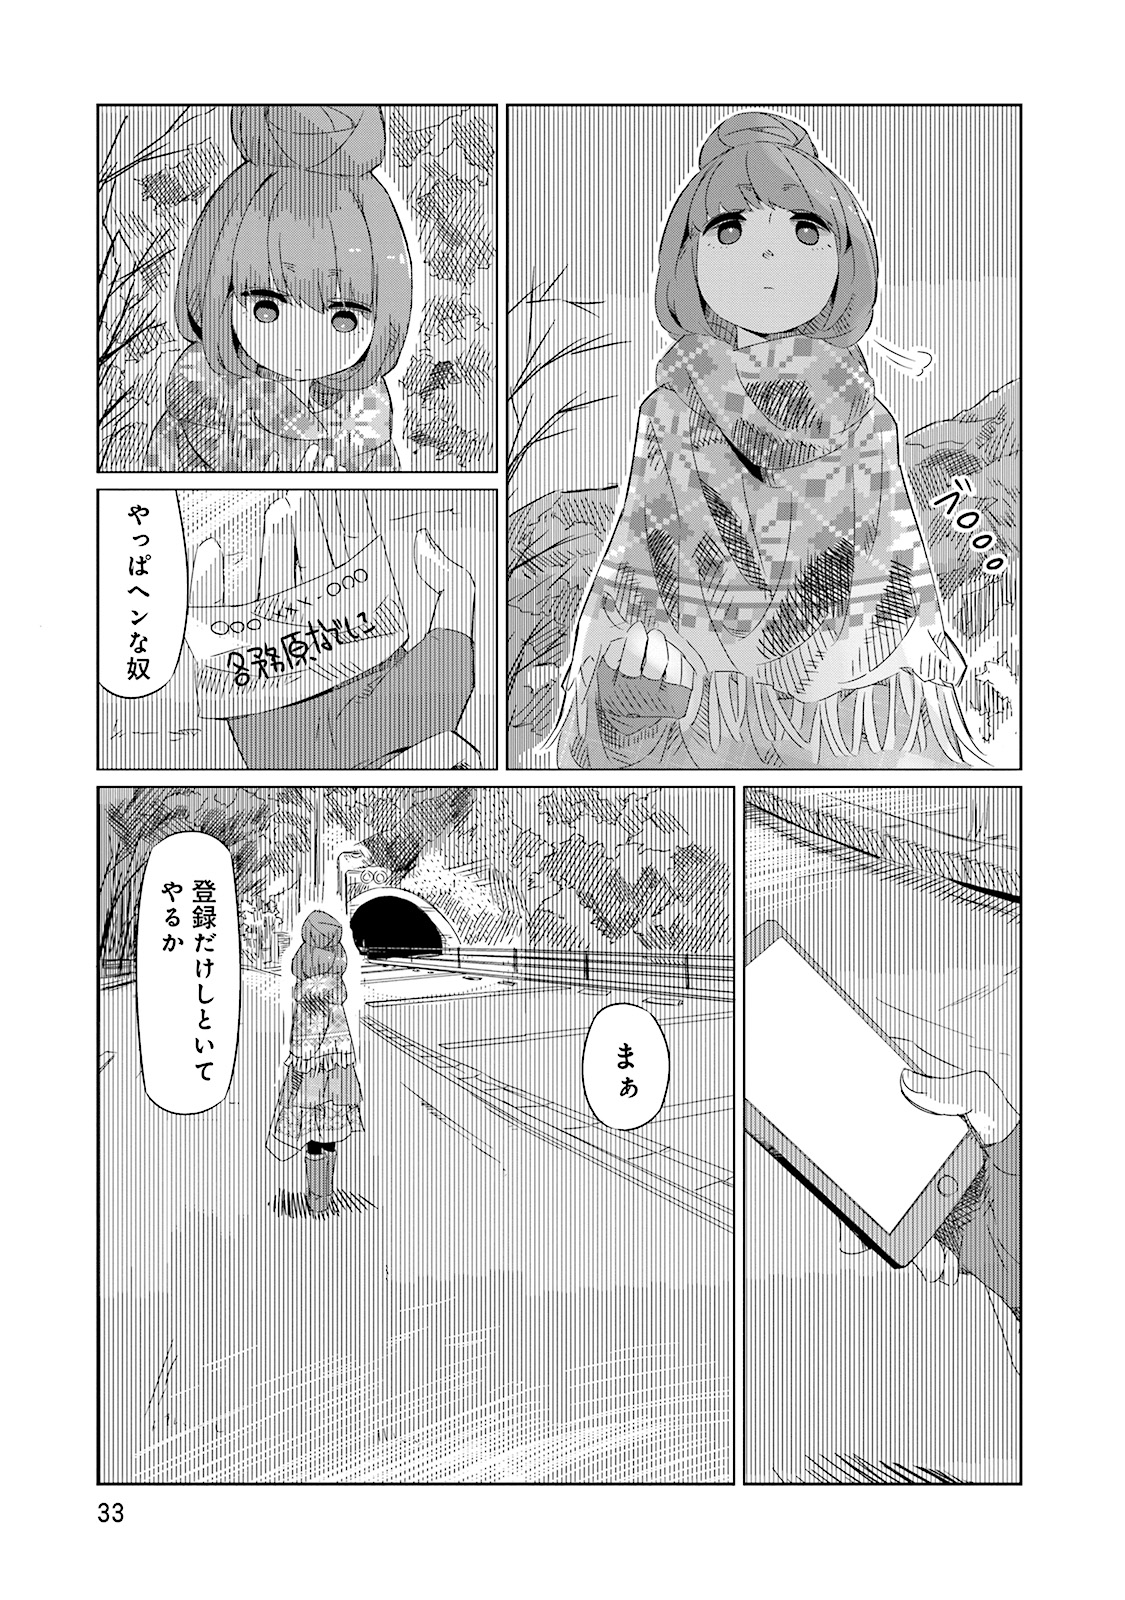 ブロロロ。。
やっぱヘンな奴
○○○-××××-○○○
各務原なでしこ
まぁ
登録だけしといて
やるか
33